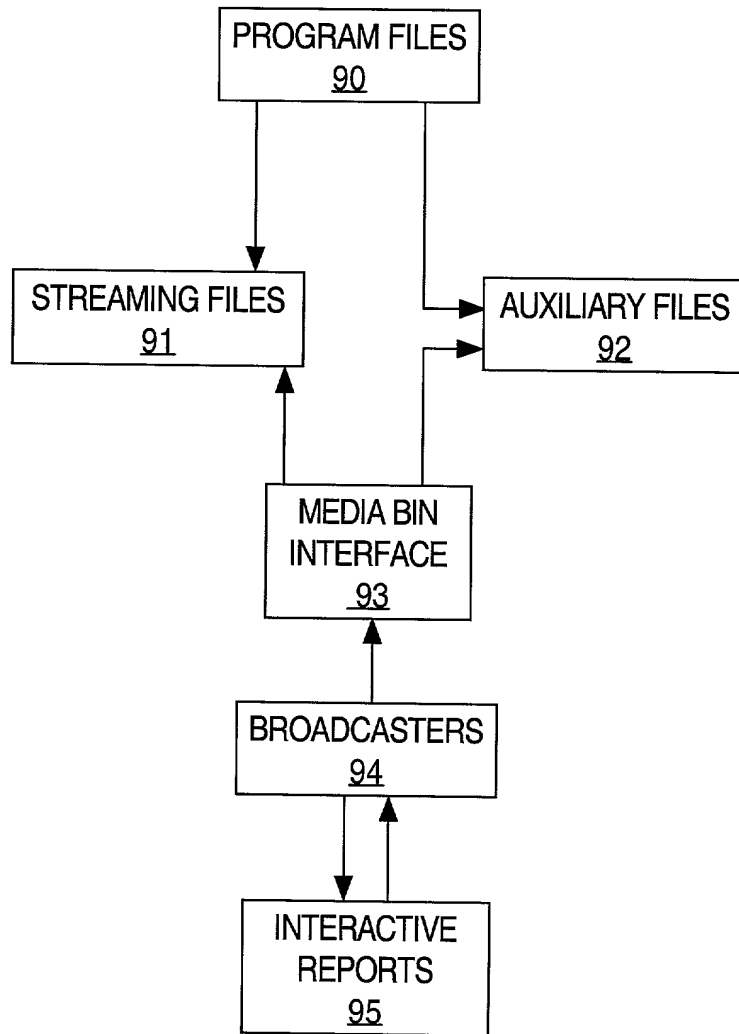 PROGRAM FILES
90
STREAMING FILES
91
AUXILIARY FILES
92
MEDIA BIN
INTERFACE
93
BROADCASTERS
94
INTERACTIVE
REPORTS
95